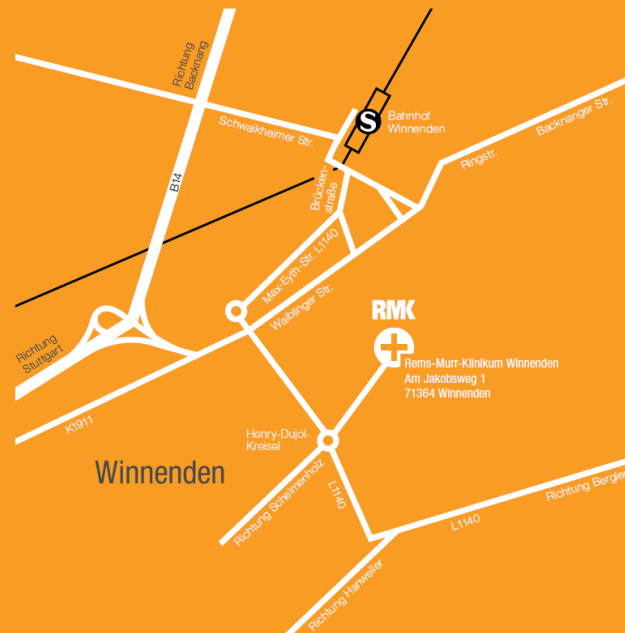 Richtung
Backnang
Schwaikheimer Str.
S
Bahnhof
Winnenden
Backnanger Str.
Ringstr.
B14
Brücken-
straße
Max-Eyth-Str. L1140
Waiblinger Str.
RMK
Rems-Murr-Klinikum Winnenden
Am Jakobsweg 1
71364 Winnenden
Richtung
Stuttgart
K1911
Henry-Dujol-
Kreisel
Winnenden
Richtung Schelmenholz
L1140
L1140
Richtung Bergler
Richtung Hanweiler